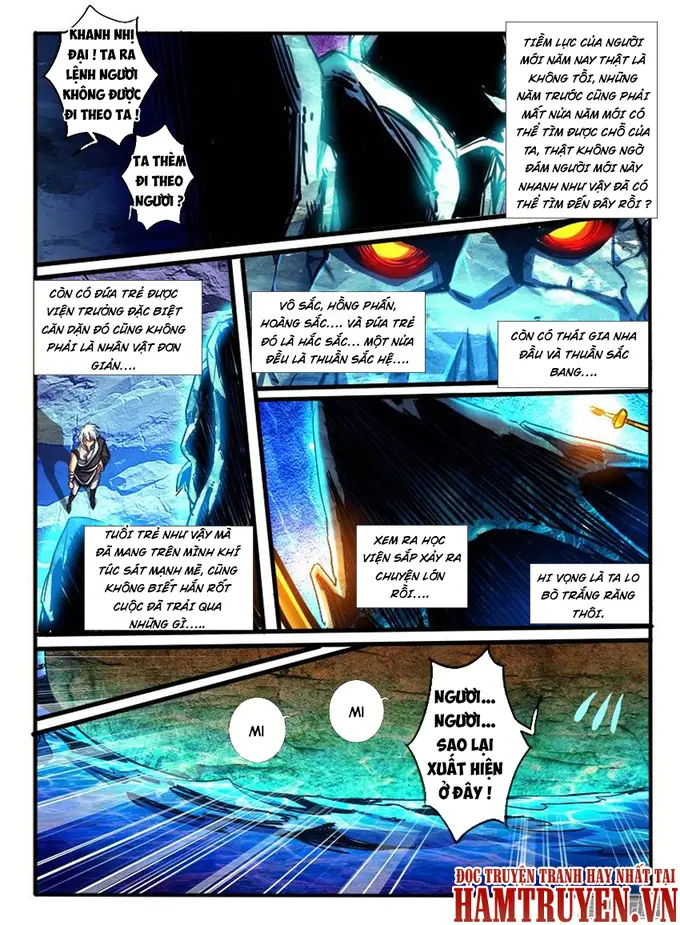 KHANH NHỊ
ĐẠI ! TA RA
LỆNH NGƯỜI
KHÔNG ĐƯỢC
ĐI THEO TA !
TA THÈM
ĐI THEO
NGƯỜI ?
TIỀM LỰC CỦA NGƯỜI
MỚI NĂM NAY THẬT LÀ
KHÔNG TỒI, NHỮNG
NĂM TRƯỚC CŨNG PHẢI
MẤT NỬA NĂM MỚI CÓ
THỂ TÌM ĐƯỢC CHỖ CỦA
TA, THẬT KHÔNG NGỜ
ĐÁM NGƯỜI MỚI NÀY
NHANH NHƯ VẬY ĐÃ CÓ
THỂ TÌM ĐẾN ĐÂY RỒI ?
CÒN CÓ ĐỨA TRẺ ĐƯỢC
VIỆN TRƯỞNG ĐẶC BIỆT
CĂN DẶN ĐÓ CŨNG KHÔNG
PHẢI LÀ NHÂN VẬT ĐƠN
GIẢN....
VÔ SẮC, HỒNG PHẤN,
HOÀNG SẮC.... VÀ ĐỨA TRẺ
ĐÓ LÀ HẮC SẮC... MỘT NỬA
ĐỀU LÀ THUẦN SẮC HỆ....
CÒN CÓ THÁI GIA NHA
ĐẦU VÀ THUẦN SẮC
BANG....
TUỔI TRẺ NHƯ VẬY MÀ
ĐÃ MANG TRÊN MÌNH KHÍ
TÚC SÁT MẠNH MẼ, CŨNG
KHÔNG BIẾT HẮN RỐT
CUỘC ĐÃ TRẢI QUA
NHỮNG GÌ.....
XEM RA HỌC
VIỆN SẮP XẢY RA
CHUYỆN LỚN
RỒI....
HI VỌNG LÀ TA LO
BÒ TRẮNG RĂNG
THÔI.
MI
MI
NGƯƠI...
NGƯƠI...
SAO LẠI
XUẤT HIỆN
Ở ĐÂY !
ĐỌC TRUYỆN TRANH HAY NHẤT TẠI
HAMTRUYEN.VN